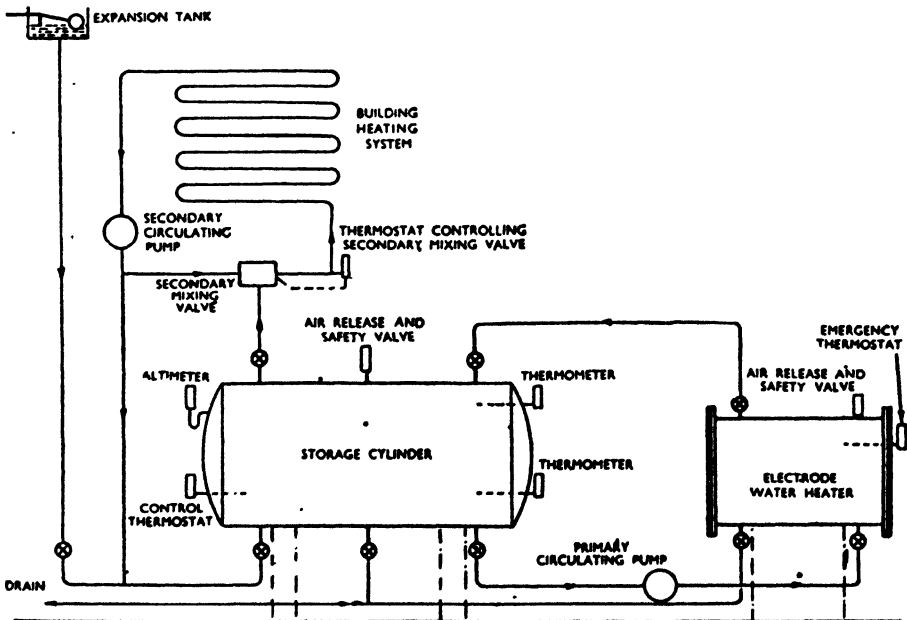 EXPANSION TANK
BUILDING
HEATING
SYSTEM
SECONDARY
CIRCULATING
PUMP
THERMOSTAT CONTROLLING
SECONDARY MIXING VALVE
SECONDARY
MIXING
VALVE
AIR RELEASE AND
SAFETY VALVE
EMERGENCY
THERMOSTAT
ALTIMETER
THERMOMETER
AIR RELEASE AND
SAFETY VALVE
STORAGE CYLINDER
THERMOMETER
ELECTRODE
WATER HEATER
CONTROL
THERMOSTAT
PRIMARY
CIRCULATING PUMP
DRAIN